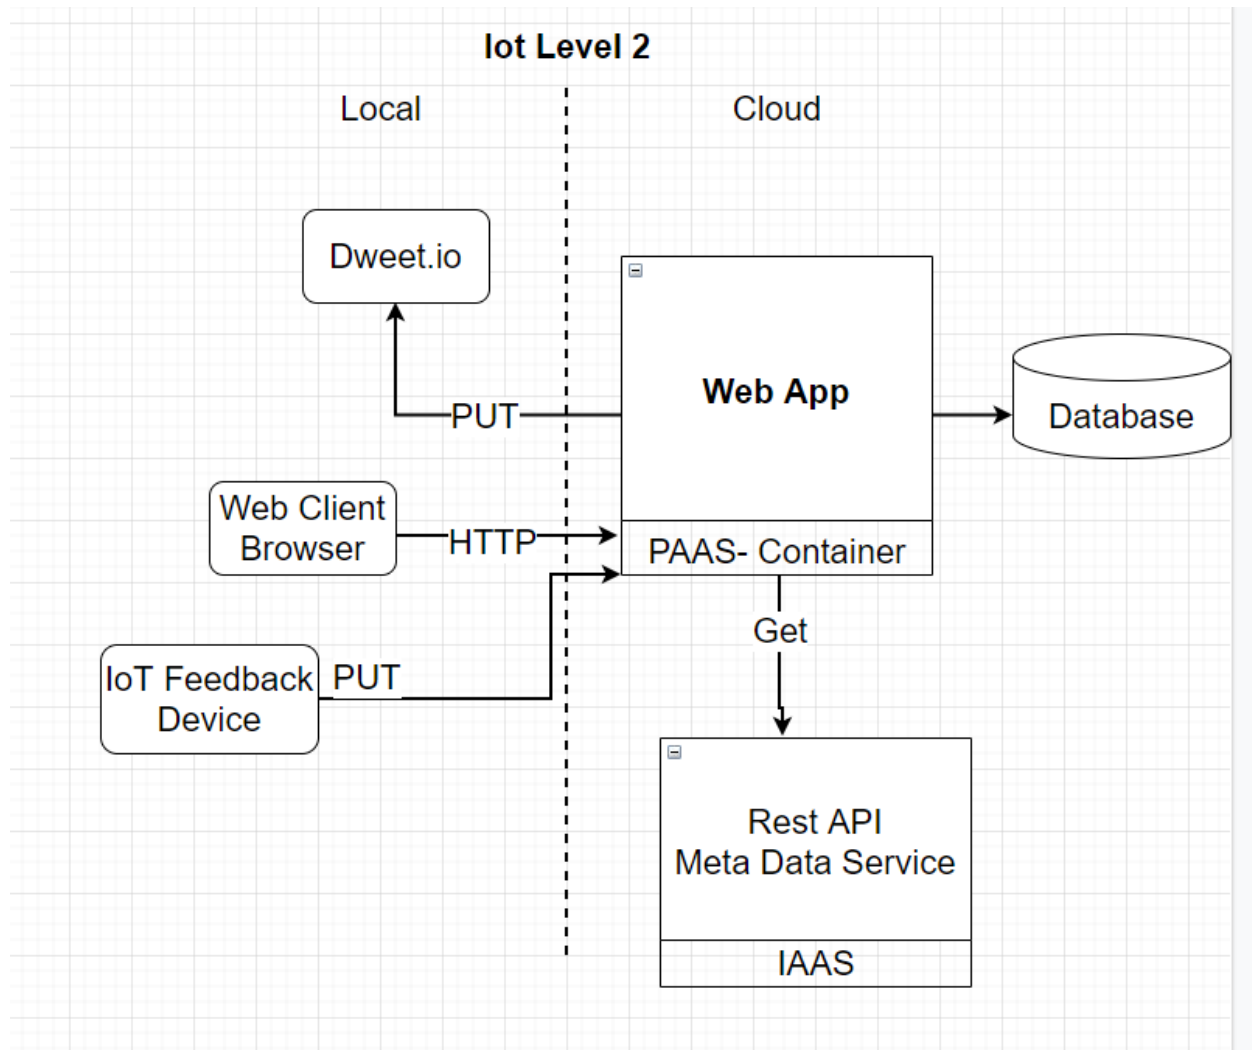 Iot Level 2
Local
Cloud
Dweet.io
Web App
PUT
Database
Web Client
Browser
HTTP
PAAS- Container
Get
IoT Feedback
Device
PUT
Rest API
Meta Data Service
IAAS